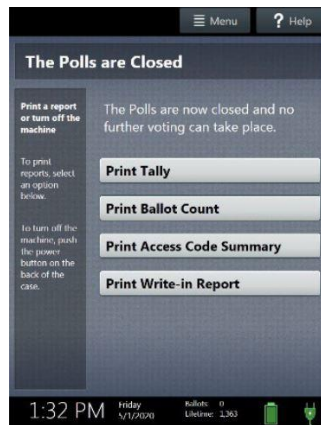 Menu
? Help
The Polls are Closed
Print a report
or turn off the
machine
To print
reports, select
an option
below.
To turn off the
machine, push
the power
button on the
back of the
case.
The Polls are now closed and no
further voting can take place.
Print Tally
Print Ballot Count
Print Access Code Summary
Print Write-in Report
1:32 PM
Friday
5/1/2020
Ballots: 0
Lifetime: 1,363